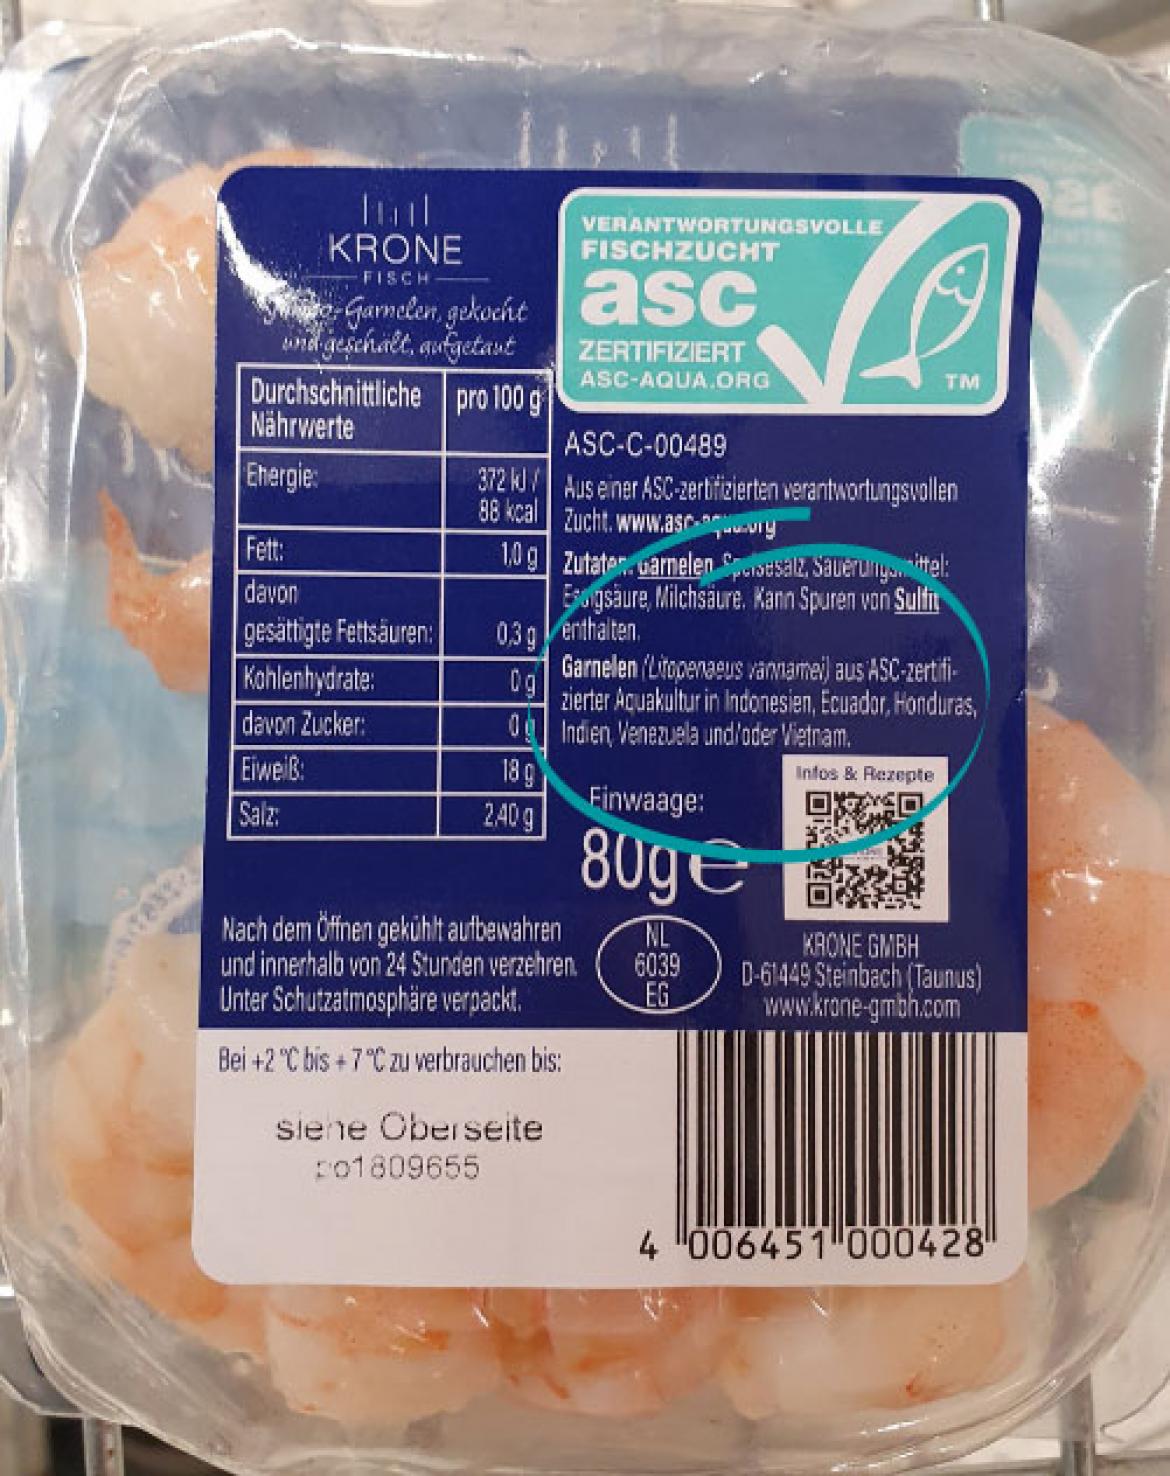 KRONE
FISCH
-Garnelen, gekocht
und geschält, aufgetaut
Durchschnittliche
Nährwerte
pro 100 g
Energie:
372 kJ /
88 kcal
Fett:
1,0 g
davon
gesättigte Fettsäuren:
0,3 g
Kohlenhydrate:
0 g
davon Zucker:
0 g
Eiweiß:
18 g
Salz:
2,40 g
VERANTWORTUNGSVOLLE
FISCHZUCHT
asc
ZERTIFIZIERT
ASC-AQUA.ORG
TM
ASC-C-00489
Aus einer ASC-zertifizierten verantwortungsvollen
Zucht. www.asc-aqua.org
Zutaten: Garnelen, Speisesalz, Säuerungsmittel:
Essigsäure, Milchsäure. Kann Spuren von Sulfit
enthalten.
Garnelen (Litopenaeus vannamei) aus ASC-zertifi-
zierter Aquakultur in Indonesien, Ecuador, Honduras,
Indien, Venezuela und/oder Vietnam.
Infos & Rezepte
Einwaage:
80g e
Nach dem Öffnen gekühlt aufbewahren
und innerhalb von 24 Stunden verzehren.
Unter Schutzatmosphäre verpackt.
NL
6039
EG
KRONE GMBH
D-61449 Steinbach (Taunus)
www.krone-gmbh.com
Bei +2 °C bis +7 °C zu verbrauchen bis:
siehe Oberseite
1809655
4 006451 000428